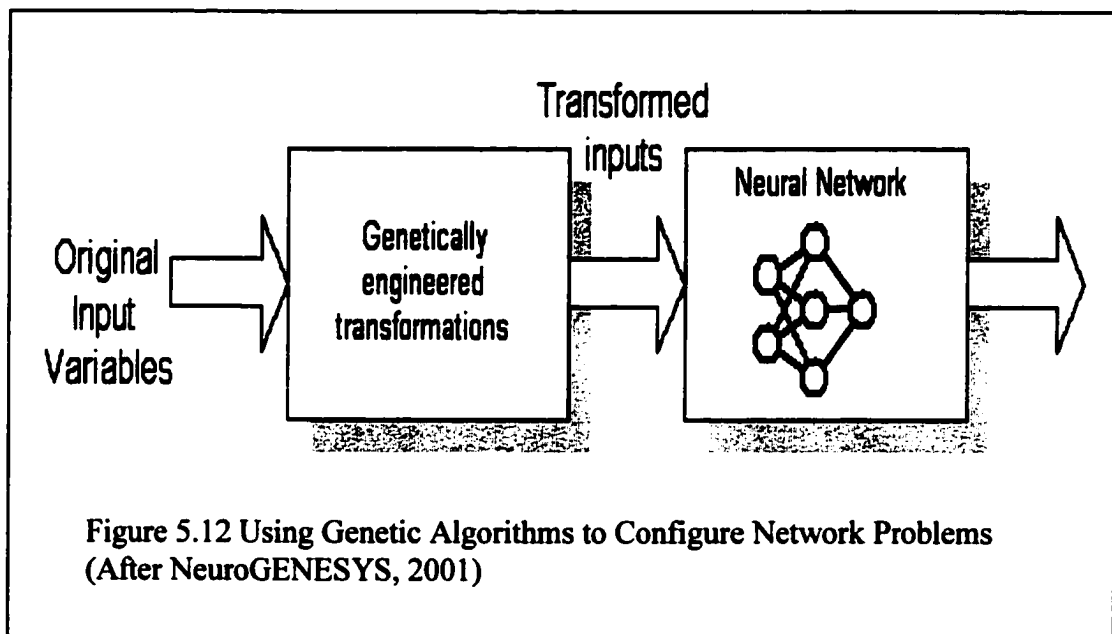 Original
Input
Variables
Genetically
engineered
transformations
Transformed
inputs
Neural Network
Figure 5.12 Using Genetic Algorithms to Configure Network Problems
(After NeuroGENESYS, 2001)